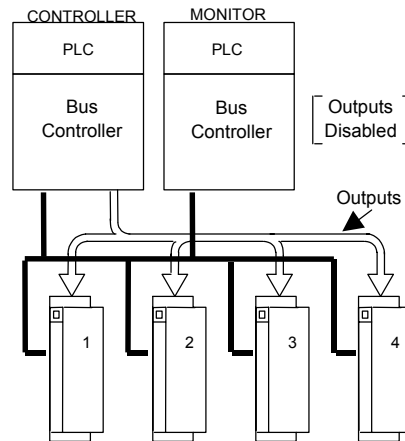 CONTROLLER
MONITOR
PLC
PLC
Bus
Controller
Bus
Controller
Outputs
Disabled
Outputs
1
2
3
4